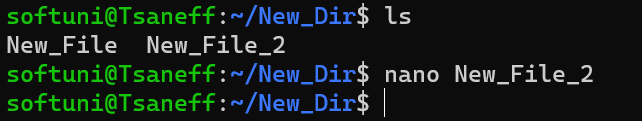 softuni@Tsaneff:~/New_Dir$ ls
New_File  New_File_2
softuni@Tsaneff:~/New_Dir$ nano New_File_2
softuni@Tsaneff:~/New_Dir$